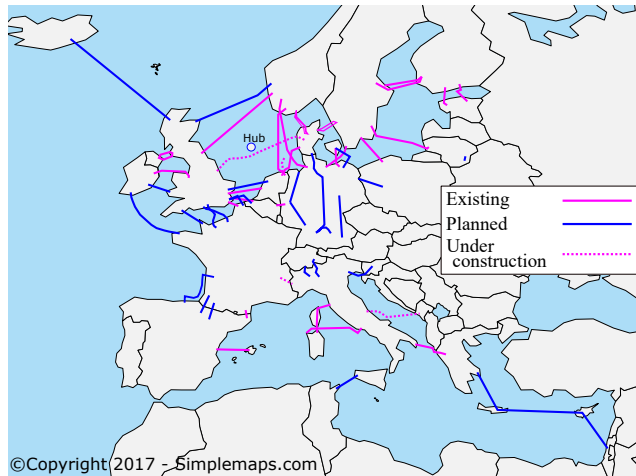 Hub
Existing
Planned
Under
construction
©Copyright 2017 - Simplemaps.com